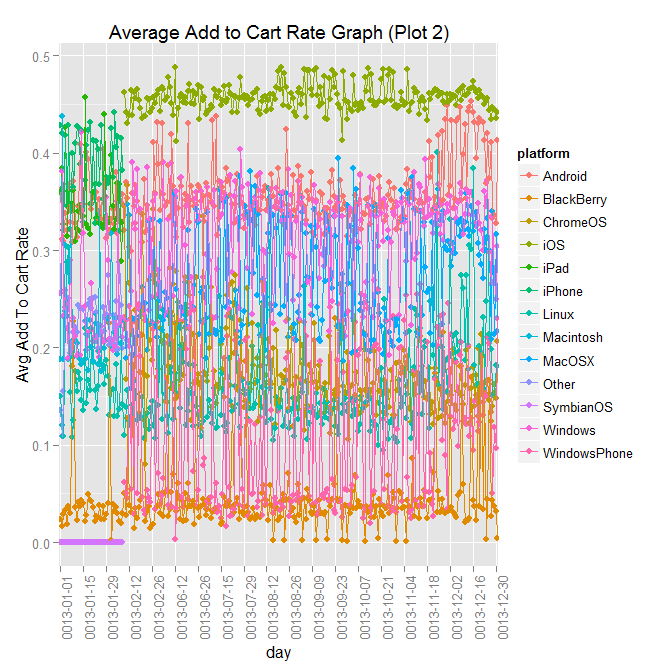 Average Add to Cart Rate Graph (Plot 2)
Avg Add To Cart Rate
0.5
0.4
0.3
0.2
0.1
0.0
0013-01-01
0013-01-15
0013-01-29
0013-02-12
0013-02-26
0013-06-12
0013-06-26
0013-07-15
0013-07-29
0013-08-12
0013-08-26
0013-09-09
0013-09-23
0013-10-07
0013-10-21
0013-11-04
0013-11-18
0013-12-02
0013-12-16
0013-12-30
day
platform
Android
BlackBerry
ChromeOS
iOS
iPad
iPhone
Linux
Macintosh
MacOSX
Other
SymbianOS
Windows
WindowsPhone